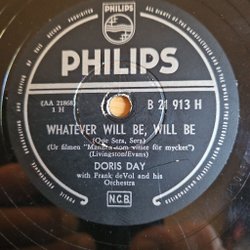 PHILIPS
(AA 21868)
1 H
B 21 913 H
WHATEVER WILL BE, WILL BE
(Que Sera, Sera)
(Ur filmen "Mannen som visste för mycket")
(Livingston/Evans)
DORIS DAY
with Frank deVol and his
Orchestra
N.C.B.